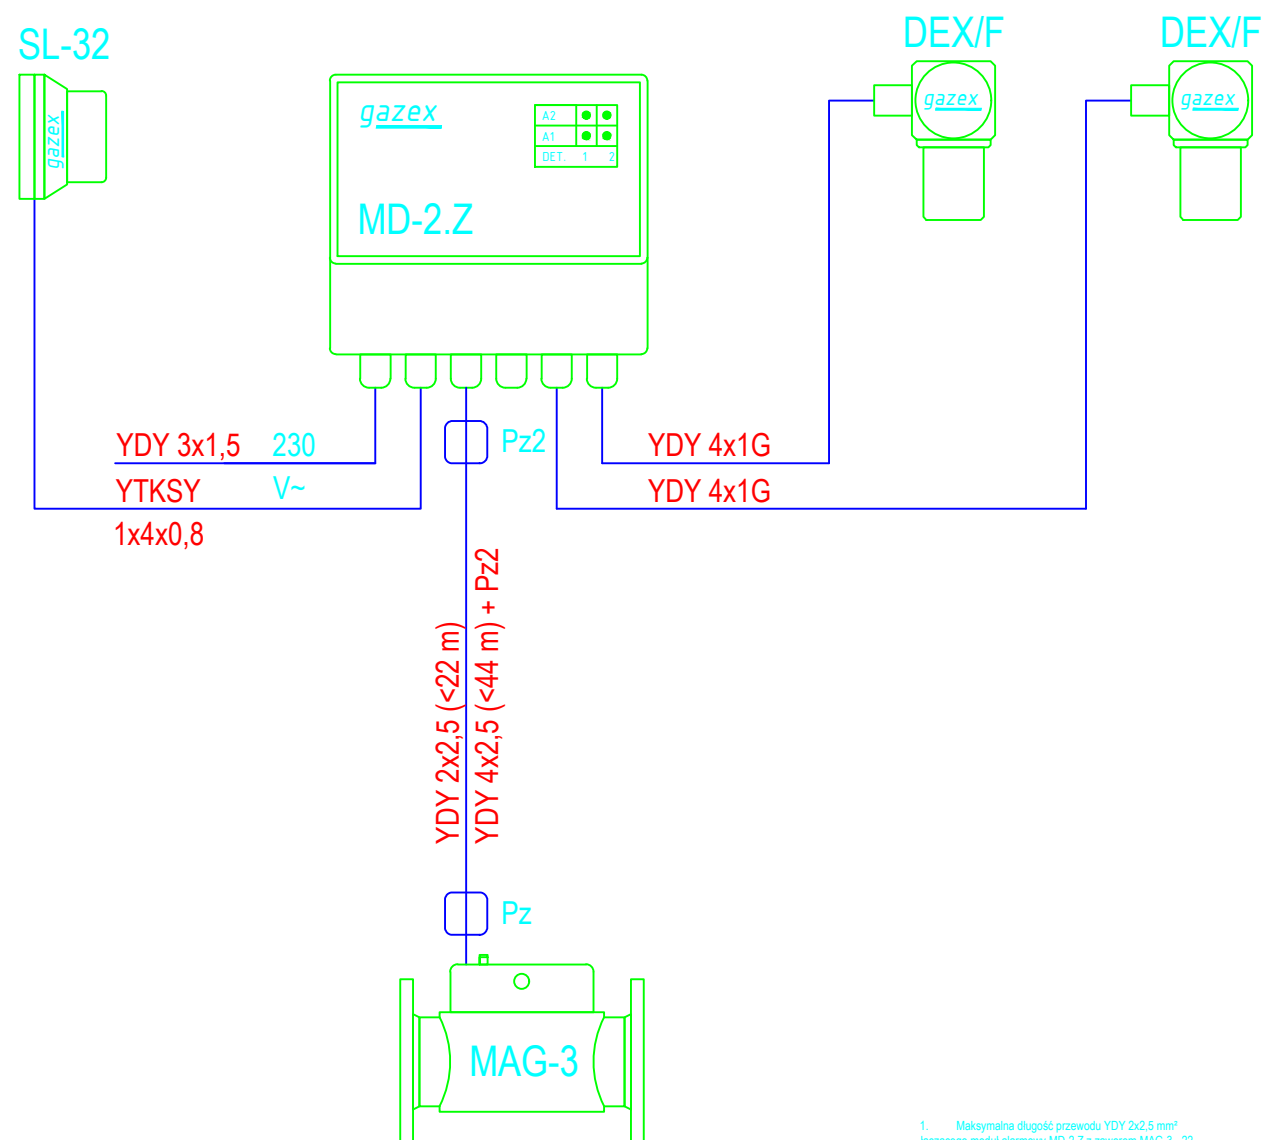 SL-32
DEX/F
DEX/F
gazex
gazex
A2
A1
DET. 1 2
MD-2.Z
gazex
gazex
YDY 3x1,5
230
V~
YTKSY
1x4x0,8
Pz2
YDY 4x1G
YDY 4x1G
YDY 2x2,5 (<22 m)
YDY 4x2,5 (<44 m) + Pz2
Pz
MAG-3
1. Maksymalna długość przewodu YDY 2x2,5 mm²